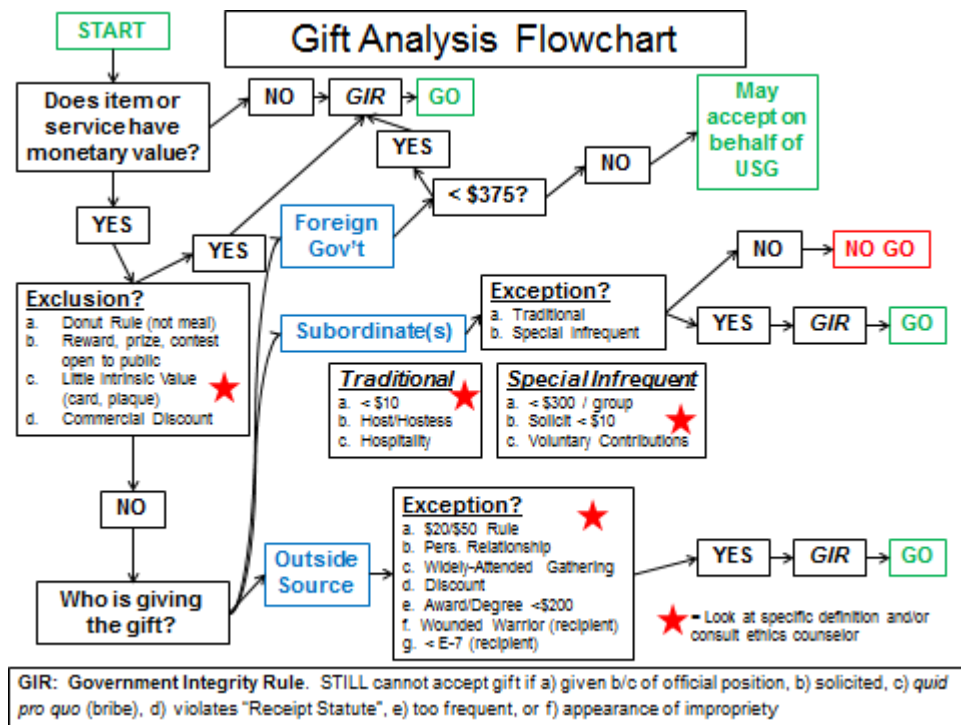 START
Gift Analysis Flowchart
Does item or
service have
monetary value?
NO
GIR
GO
May
accept on
behalf of
USG
YES
NO
< $375?
YES
YES
Foreign
Gov't
Exclusion?
a. Donut Rule (not meal)
b. Reward, prize, contest
open to public
c. Little Intrinsic Value
(card, plaque)
d. Commercial Discount
Subordinate(s)
Exception?
a. Traditional
b. Special Infrequent
NO
NO GO
YES
GIR
GO
Traditional
a. < $10
b. Host/Hostess
c. Hospitality
Special Infrequent
a. < $300 / group
b. Solicit < $10
c. Voluntary Contributions
NO
Who is giving
the gift?
Outside
Source
Exception?
a. $20/$50 Rule
b. Pers. Relationship
c. Widely-Attended Gathering
d. Discount
e. Award/Degree <$200
f. Wounded Warrior (recipient)
g. < E-7 (recipient)
YES
GIR
GO
= Look at specific definition and/or
consult ethics counselor
GIR: Government Integrity Rule. STILL cannot accept gift if a) given b/c of official position, b) solicited, c) quid
pro quo (bribe), d) violates "Receipt Statute", e) too frequent, or f) appearance of impropriety